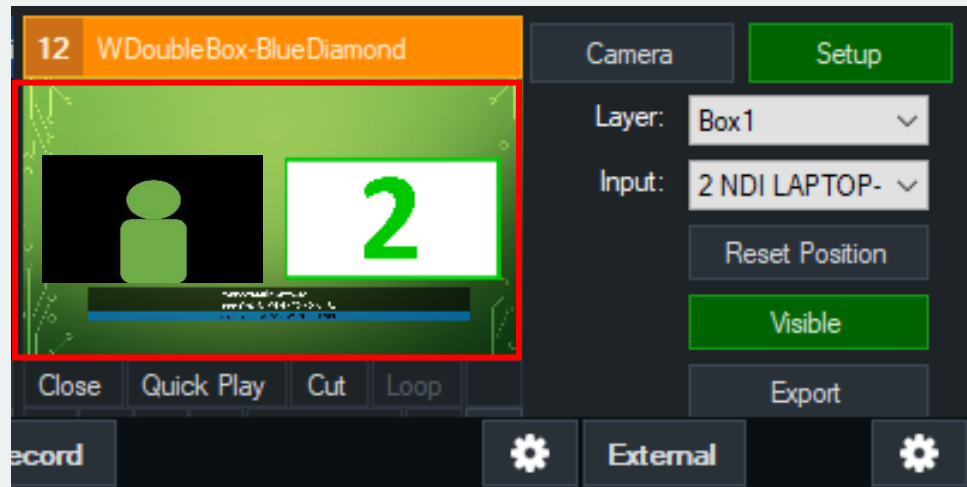 12 WDoubleBox-BlueDiamond
Camera Setup
Layer: Box1
Input: 2 NDI LAPTOP-
2
Reset Position
Visible
Close Quick Play Cut Loop
Export
ecord
External